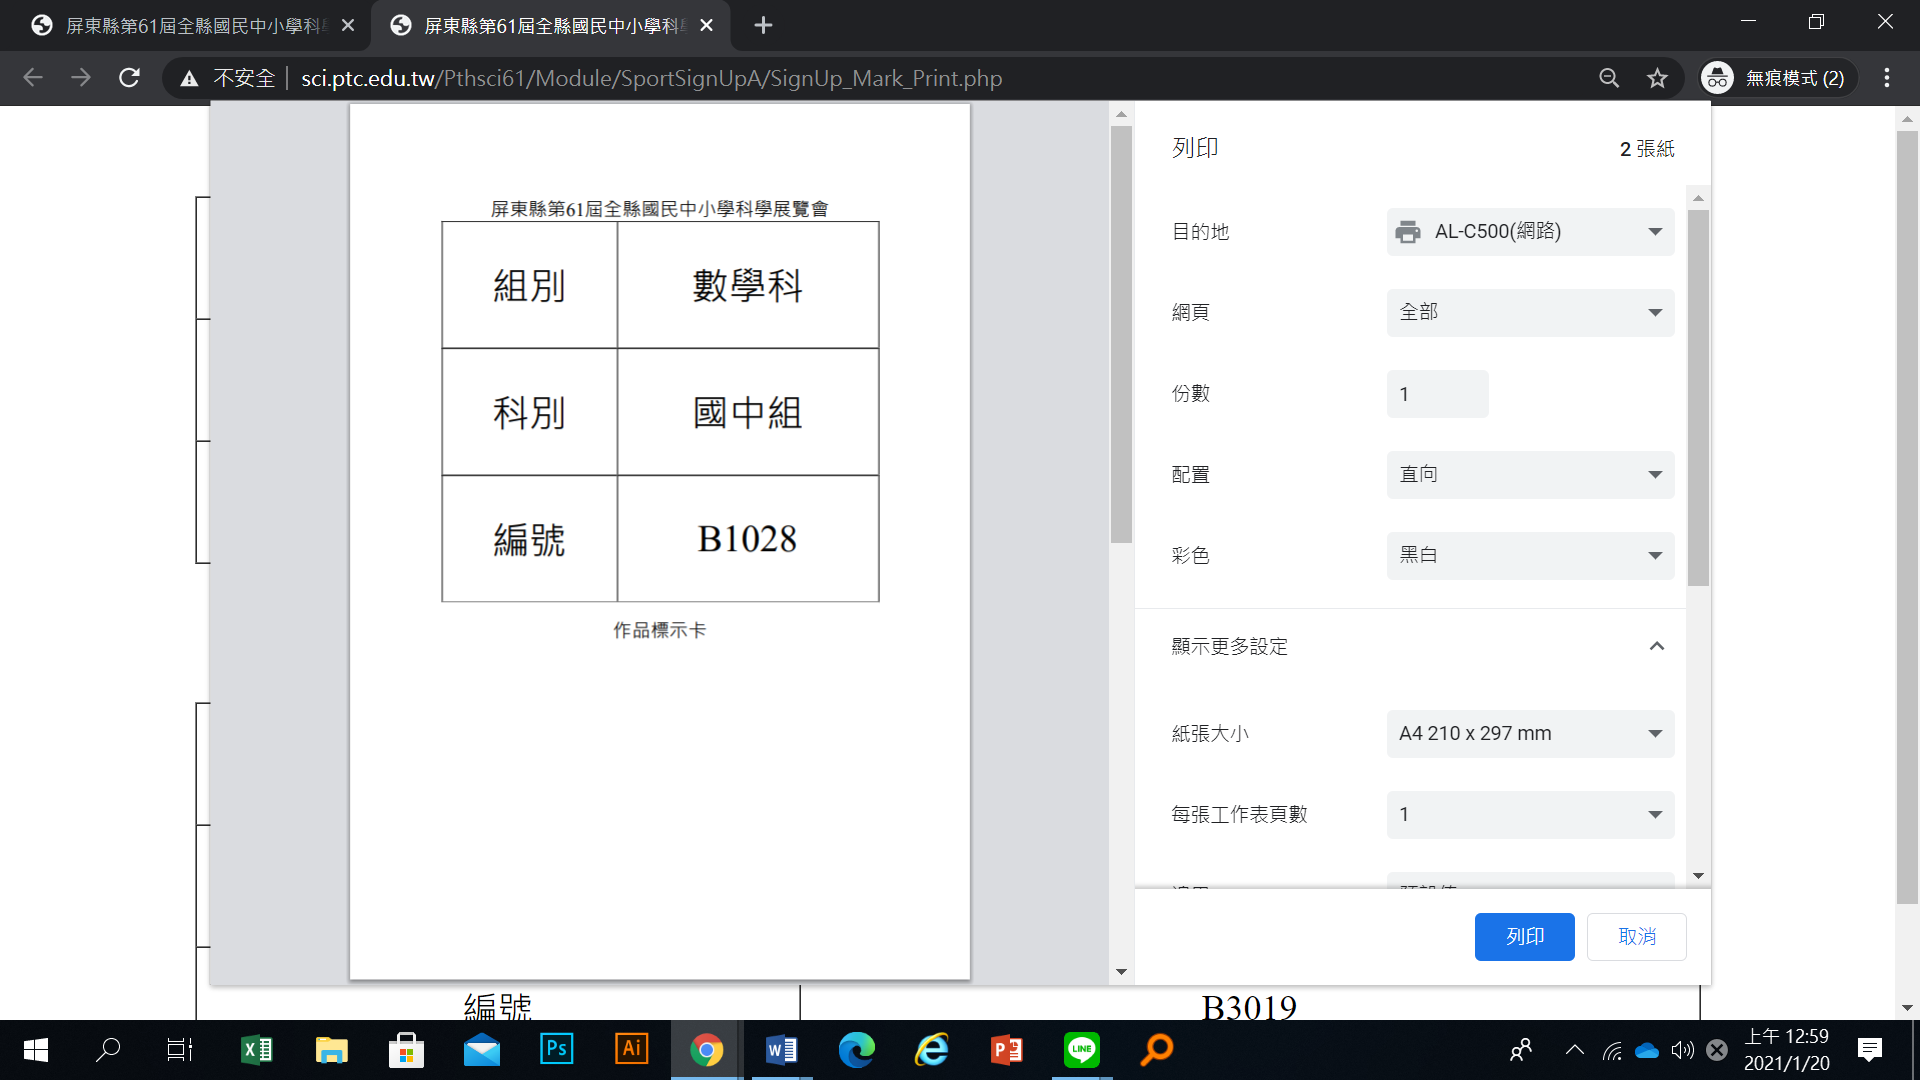 屏東縣第61屆全縣國民中小學科
屏東縣第61屆全縣國民中小學科
不安全
sci.ptc.edu.tw/Pthsci61/Module/SportSignUpA/SignUp_Mark_Print.php
無痕模式 (2)
屏東縣第61屆全縣國民中小學科學展覽會
組別 數學科
科別 國中組
編號 B1028
作品標示卡
列印 2 張紙
目的地 AL-C500(網路)
網頁 全部
份數 1
配置 直向
彩色 黑白
顯示更多設定
紙張大小 A4 210 x 297 mm
每張工作表頁數 1
列印 取消
編號 B3019
Ps
Ai
LINE
上午 12:59
2021/1/20